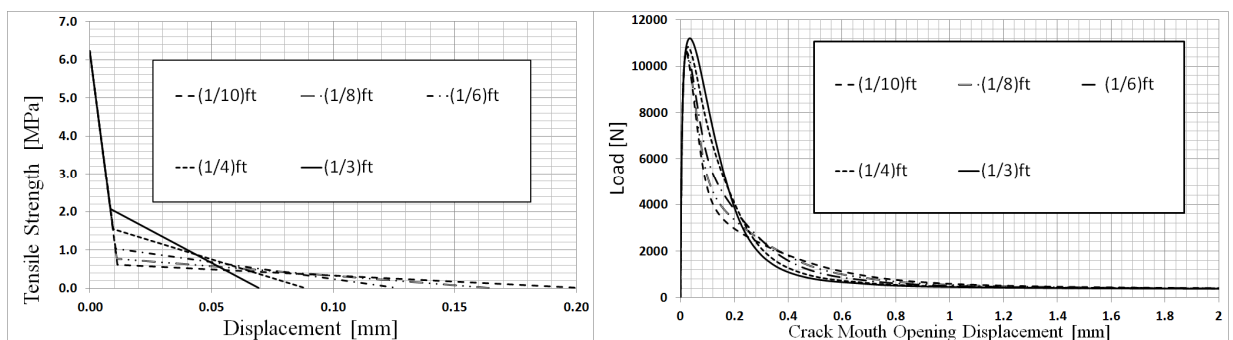 Tensile Strength [MPa]
7.0
6.0
5.0
4.0
3.0
2.0
1.0
0.0
(1/10)ft (1/8)ft (1/6)ft
(1/4)ft (1/3)ft
0.00 0.05 0.10 0.15 0.20
Displacement [mm]
Load [N]
12000
10000
8000
6000
4000
2000
0
(1/10)ft (1/8)ft (1/6)ft
(1/4)ft (1/3)ft
0 0.2 0.4 0.6 0.8 1 1.2 1.4 1.6 1.8 2
Crack Mouth Opening Displacement [mm]